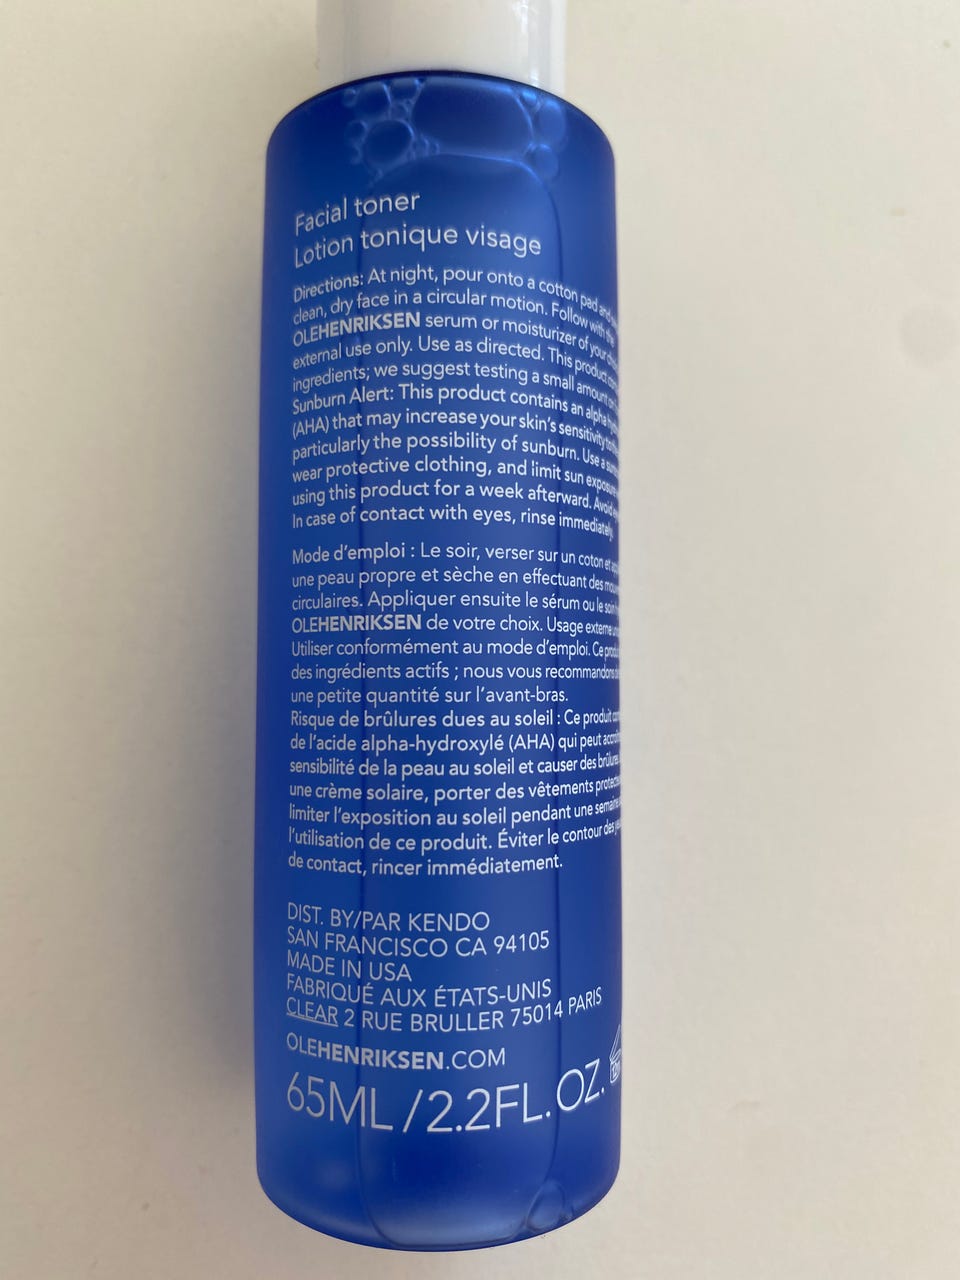 Facial toner
Lotion tonique visage
Directions: At night, pour onto a cotton pad and
clean, dry face in a circular motion. Follow with the
OLEHENRIKSEN serum or moisturizer of your
external use only. Use as directed. This product
ingredients; we suggest testing a small amount
Sunburn Alert: This product contains an alpha
(AHA) that may increase your skin's sensitivity
particularly the possibility of sunburn. Use a
wear protective clothing, and limit sun exposure
using this product for a week afterward. Avoid
In case of contact with eyes, rinse immediately.
Mode d'emploi : Le soir, verser sur un coton et
une peau propre et sèche en effectuant des
circulaires. Appliquer ensuite le sérum ou le soin
OLEHENRIKSEN de votre choix. Usage externe
Utiliser conformément au mode d'emploi. Ce
des ingrédients actifs ; nous vous recommandons
une petite quantité sur l'avant-bras.
Risque de brûlures dues au soleil : Ce produit
de l'acide alpha-hydroxylé (AHA) qui peut
sensibilité de la peau au soleil et causer des brûlures.
une crème solaire, porter des vêtements
limiter l'exposition au soleil pendant une semaine
l'utilisation de ce produit. Éviter le contour des
de contact, rincer immédiatement.
DIST. BY/PAR KENDO
SAN FRANCISCO CA 94105
MADE IN USA
FABRIQUÉ AUX ÉTATS-UNIS
CLEAR 2 RUE BRULLER 75014 PARIS
OLEHENRIKSEN.COM
65ML/2.2FL.OZ.